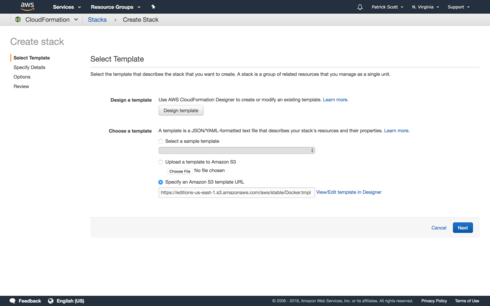 aws
Services
Resource Groups
Patrick Scott
N. Virginia
Support
CloudFormation
Stacks
Create Stack
Create stack
Select Template
Specify Details
Options
Review
Select Template
Select the template that describes the stack that you want to create. A stack is a group of related resources that you manage as a single unit.
Design a template
Use AWS CloudFormation Designer to create or modify an existing template. Learn more.
Design template
Choose a template
A template is a JSON/YAML-formatted text file that describes your stack's resources and their properties. Learn more.
Select a sample template
Upload a template to Amazon S3
Choose File No file chosen
Specify an Amazon S3 template URL
https://editions-us-east-1.s3.amazonaws.com/aws/stable/Docker.tmpl
View/Edit template in Designer
Cancel
Next
Feedback
English (US)
© 2008 - 2018, Amazon Web Services, Inc. or its affiliates. All rights reserved.
Privacy Policy
Terms of Use